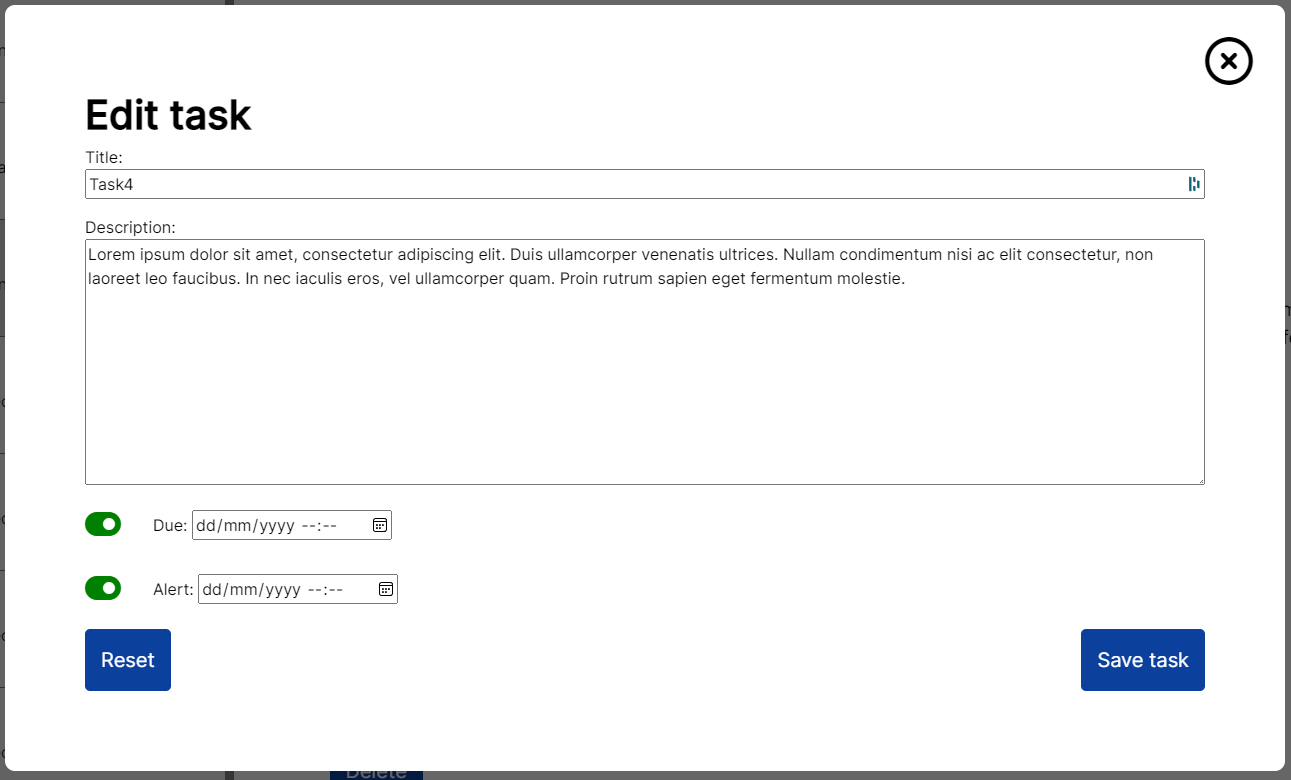 Edit task
Title:
Task4
Description:
Lorem ipsum dolor sit amet, consectetur adipiscing elit. Duis ullamcorper venenatis ultrices. Nullam condimentum nisi ac elit consectetur, non
laoreet leo faucibus. In nec iaculis eros, vel ullamcorper quam. Proin rutrum sapien eget fermentum molestie.
Due: dd/mm/yyyy --:--
Alert: dd/mm/yyyy --:--
Reset
Save task
Delete